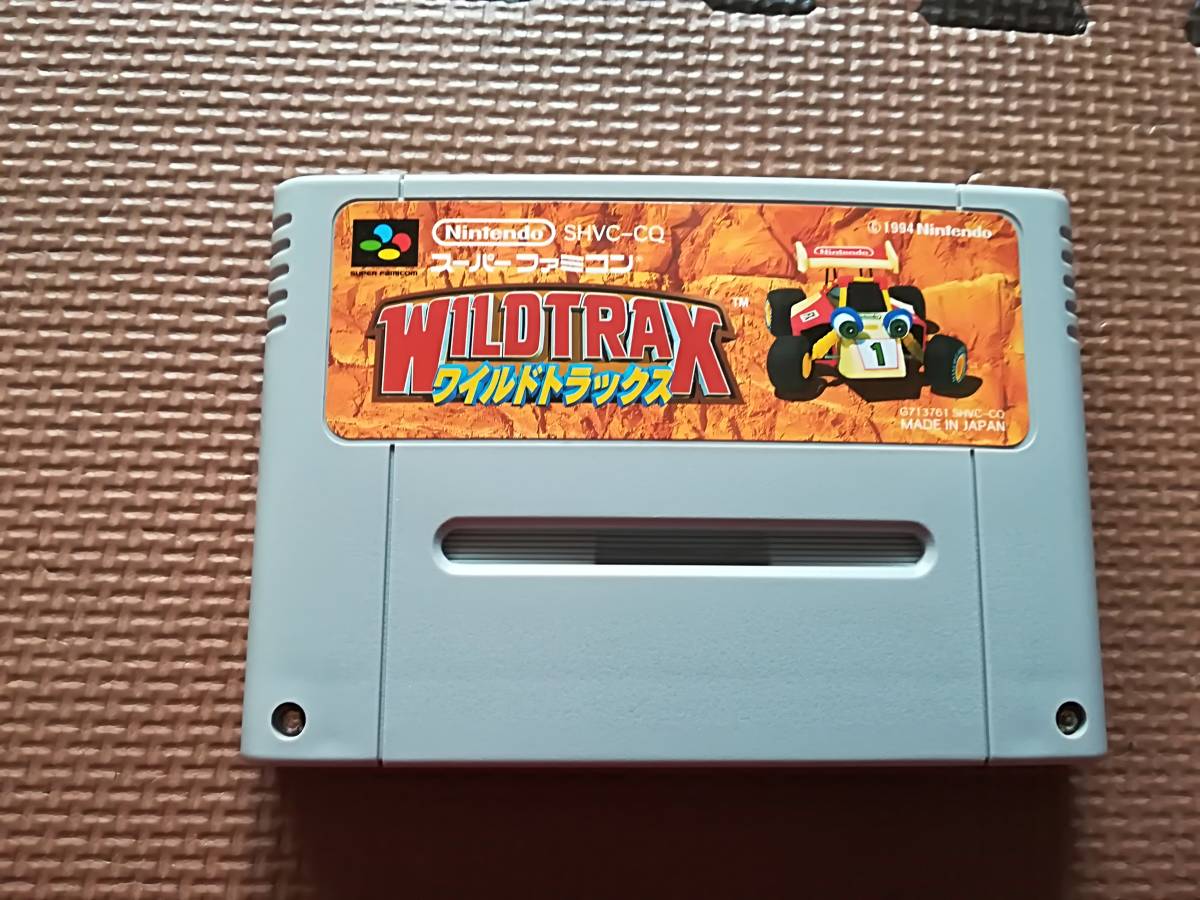 Nintendo SHVC-CQ
© 1994 Nintendo
スーパーファミコン
SUPER FAMICOM
WILDTRAX™
ワイルドトラックス
Nintendo
1
G713761 SHVC-CQ
MADE IN JAPAN